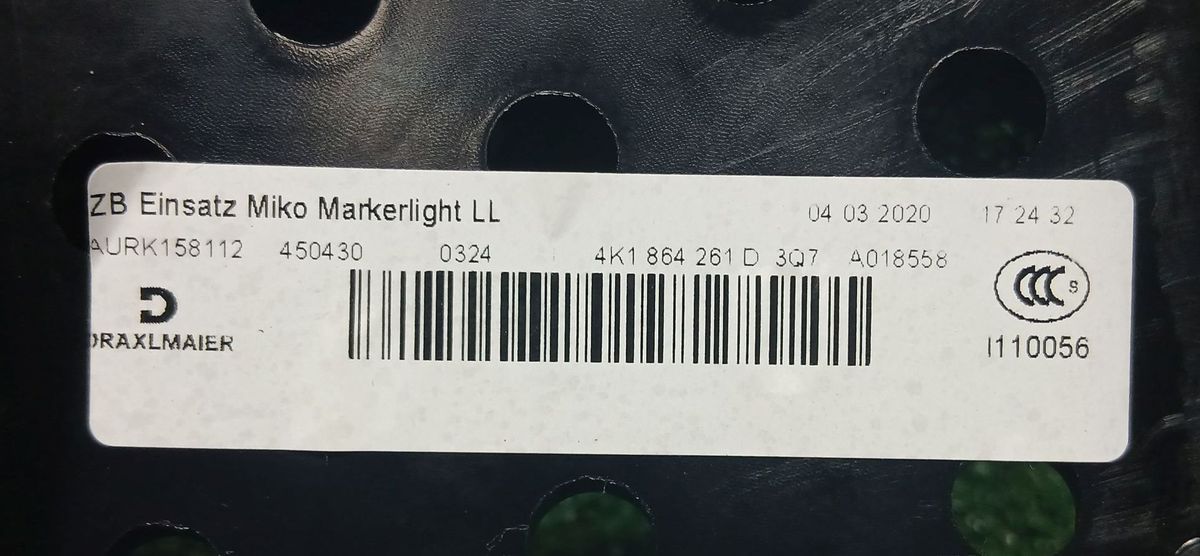 ZB Einsatz Miko Markerlight LL 04 03 2020 17 24 32
AURK158112 450430 0324 4K1 864 261 D 3Q7 A018558
CCC S
DRAXLMAIER
I110056